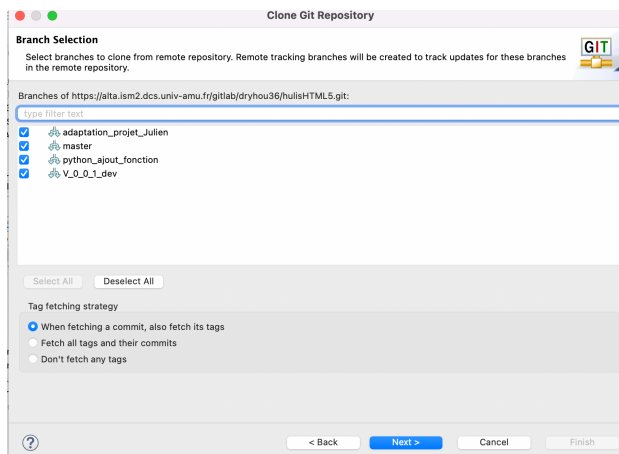 Clone Git Repository
Branch Selection
Select branches to clone from remote repository. Remote tracking branches will be created to track updates for these branches
in the remote repository.
GIT
Branches of https://alta.ism2.dcs.univ-amu.fr/gitlab/dryhou36/hulisHTML5.git:
type filter text
adaptation_projet_Julien
master
python_ajout_fonction
V_0_0_1_dev
Select All Deselect All
Tag fetching strategy
When fetching a commit, also fetch its tags
Fetch all tags and their commits
Don't fetch any tags
? < Back Next > Cancel Finish